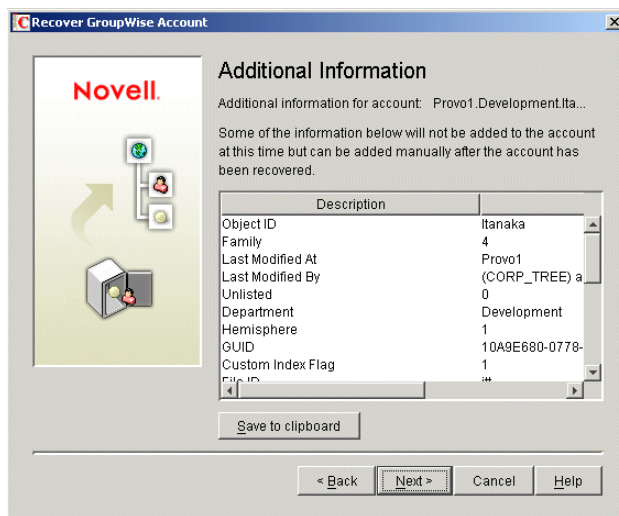 Recover GroupWise Account
Novell.
Additional Information
Additional information for account: Provo1.Development.Ita...
Some of the information below will not be added to the account
at this time but can be added manually after the account has
been recovered.
Description
Object ID Itanaka
Family 4
Last Modified At Provo1
Last Modified By (CORP_TREE) a
Unlisted 0
Department Development
Hemisphere 1
GUID 10A9E680-0778-
Custom Index Flag 1
File ID
Save to clipboard
< Back Next > Cancel Help